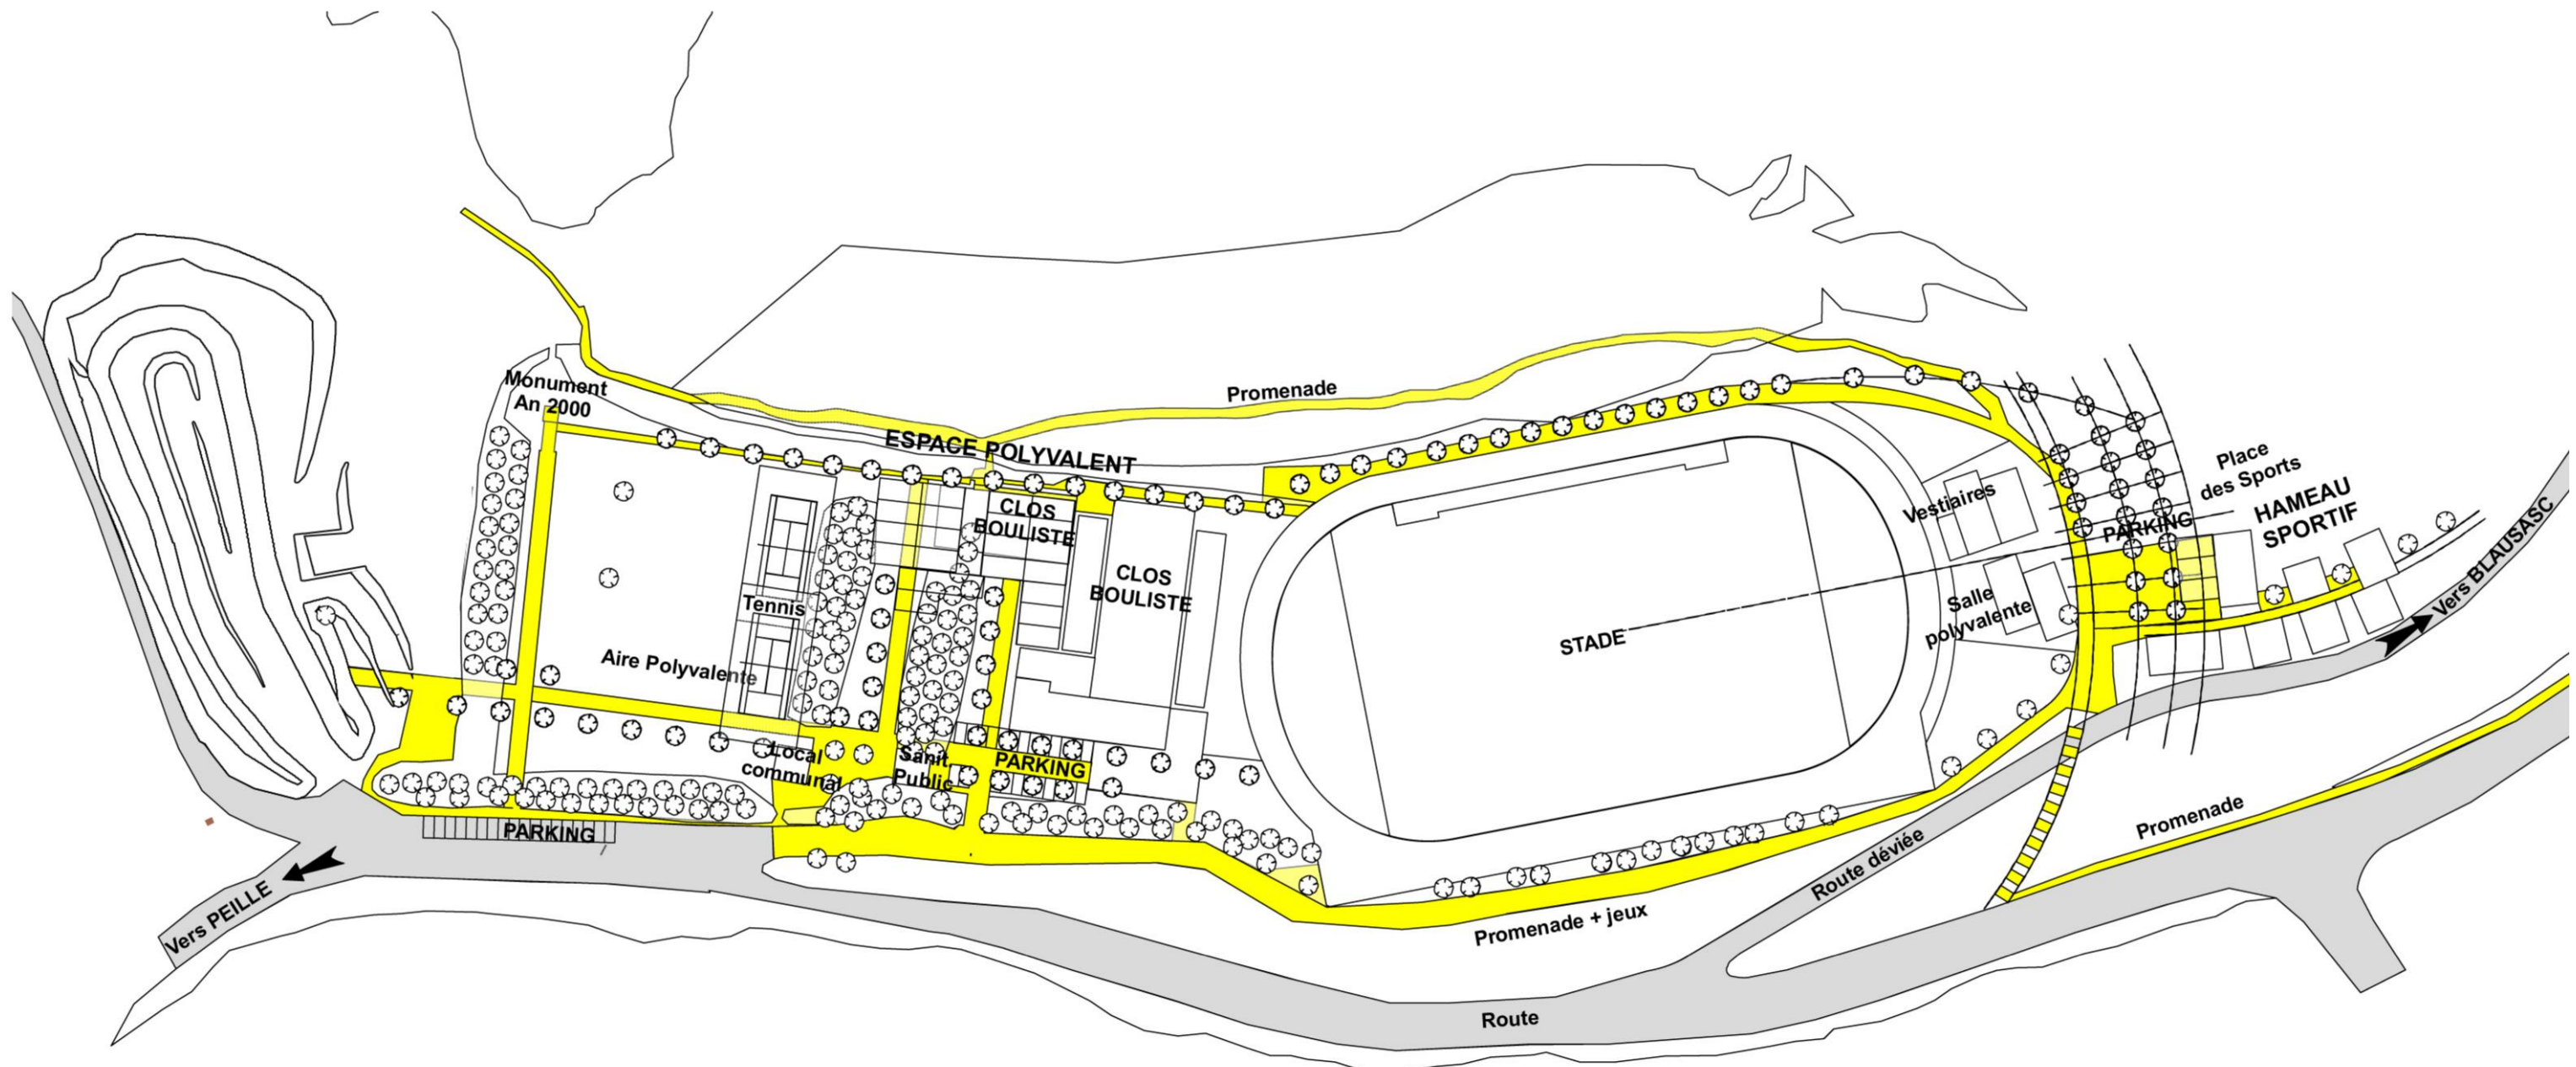 Monument
An 2000
Promenade
ESPACE POLYVALENT
CLOS
BOULISTE
CLOS
BOULISTE
Tennis
Aire Polyvalente
Local
communal
Sanit.
Public
PARKING
PARKING
Vers PEILLE
STADE
Vestiaires
Salle
polyvalente
PARKING
Place
des Sports
HAMEAU
SPORTIF
Vers BLAUSASC
Promenade
Route déviée
Promenade + jeux
Route